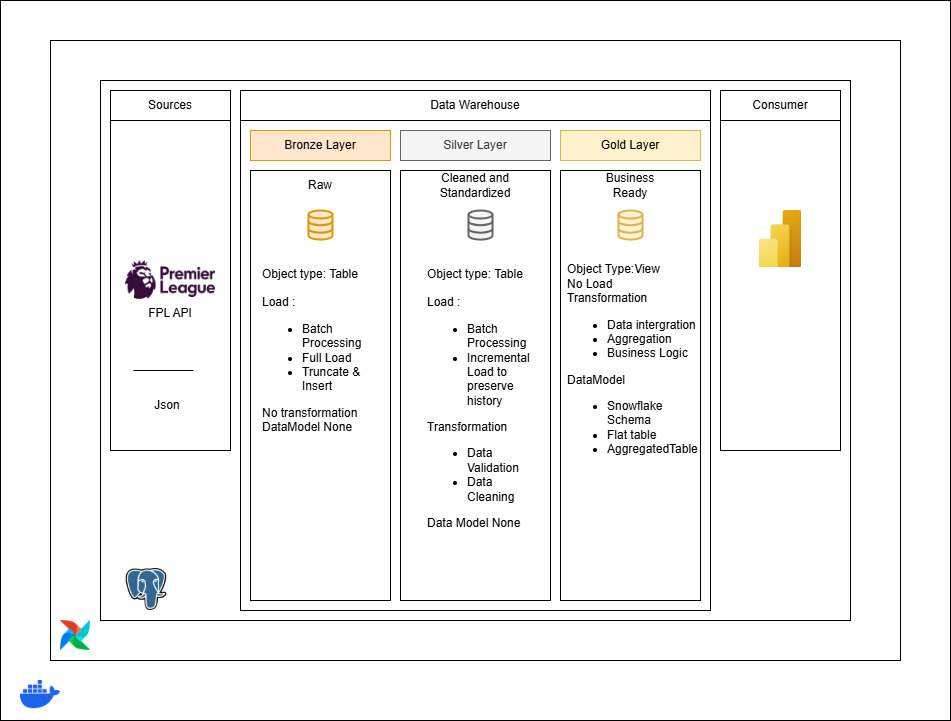 Sources
Premier
League
FPL API
Json
Data Warehouse
Bronze Layer
Raw
Object type: Table
Load :
Batch
Processing
Full Load
Truncate &
Insert
No transformation
DataModel None
Silver Layer
Cleaned and
Standardized
Object type: Table
Load :
Batch
Processing
Incremental
Load to
preserve
history
Transformation
Data
Validation
Data
Cleaning
Data Model None
Gold Layer
Business
Ready
Object Type:View
No Load
Transformation
Data intergration
Aggregation
Business Logic
DataModel
Snowflake
Schema
Flat table
AggregatedTable
Consumer